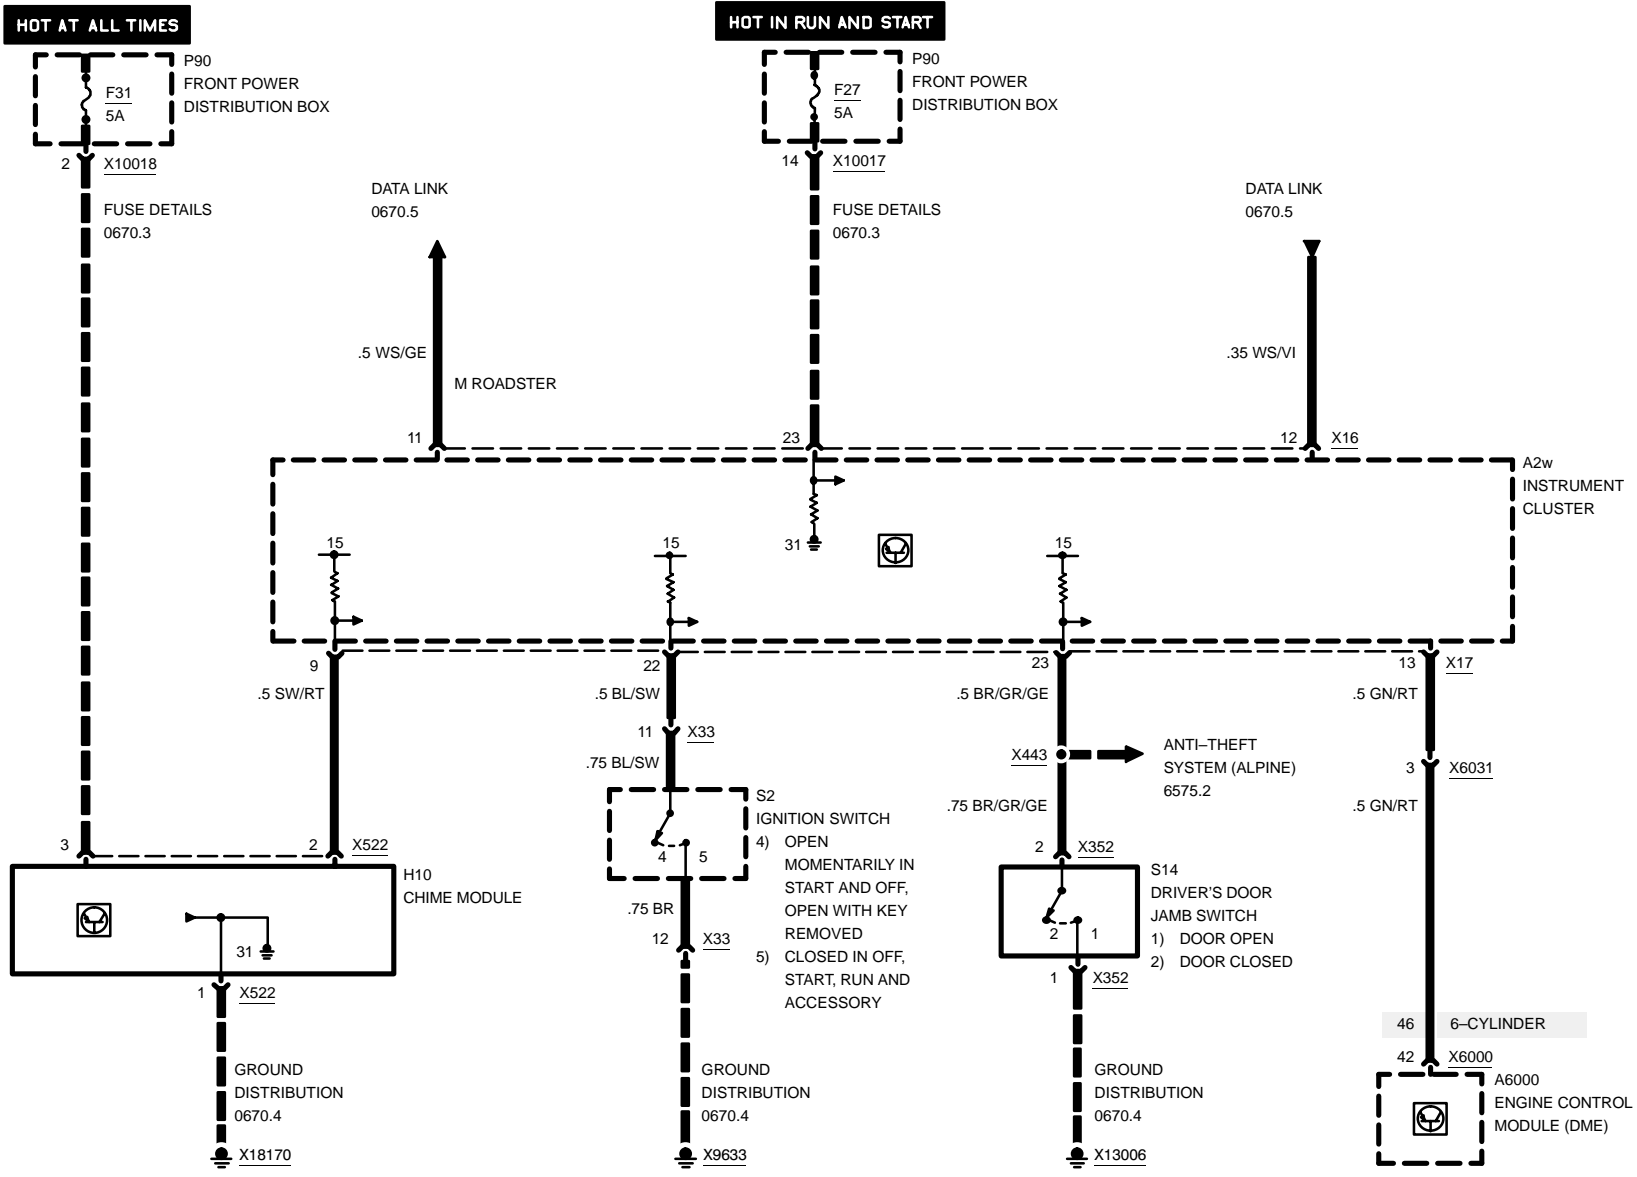 HOT AT ALL TIMES
HOT IN RUN AND START
P90
FRONT POWER
DISTRIBUTION BOX
F31
5A
2 X10018
FUSE DETAILS
0670.3
P90
FRONT POWER
DISTRIBUTION BOX
F27
5A
14 X10017
FUSE DETAILS
0670.3
DATA LINK
0670.5
.5 WS/GE
M ROADSTER
DATA LINK
0670.5
.35 WS/VI
11
23
12 X16
A2w
INSTRUMENT
CLUSTER
31
15
15
15
9
22
23
13 X17
.5 SW/RT
.5 BL/SW
.5 BR/GR/GE
.5 GN/RT
11 X33
.75 BL/SW
X443
ANTI–THEFT
SYSTEM (ALPINE)
6575.2
.75 BR/GR/GE
3 X6031
.5 GN/RT
3
2 X522
H10
CHIME MODULE
31
1 X522
GROUND
DISTRIBUTION
0670.4
X18170
S2
IGNITION SWITCH
4) OPEN
MOMENTARILY IN
START AND OFF,
OPEN WITH KEY
REMOVED
5) CLOSED IN OFF,
START, RUN AND
ACCESSORY
4 5
.75 BR
12 X33
GROUND
DISTRIBUTION
0670.4
X9633
2 X352
S14
DRIVER'S DOOR
JAMB SWITCH
1) DOOR OPEN
2) DOOR CLOSED
2 1
1 X352
GROUND
DISTRIBUTION
0670.4
X13006
46 6–CYLINDER
42 X6000
A6000
ENGINE CONTROL
MODULE (DME)